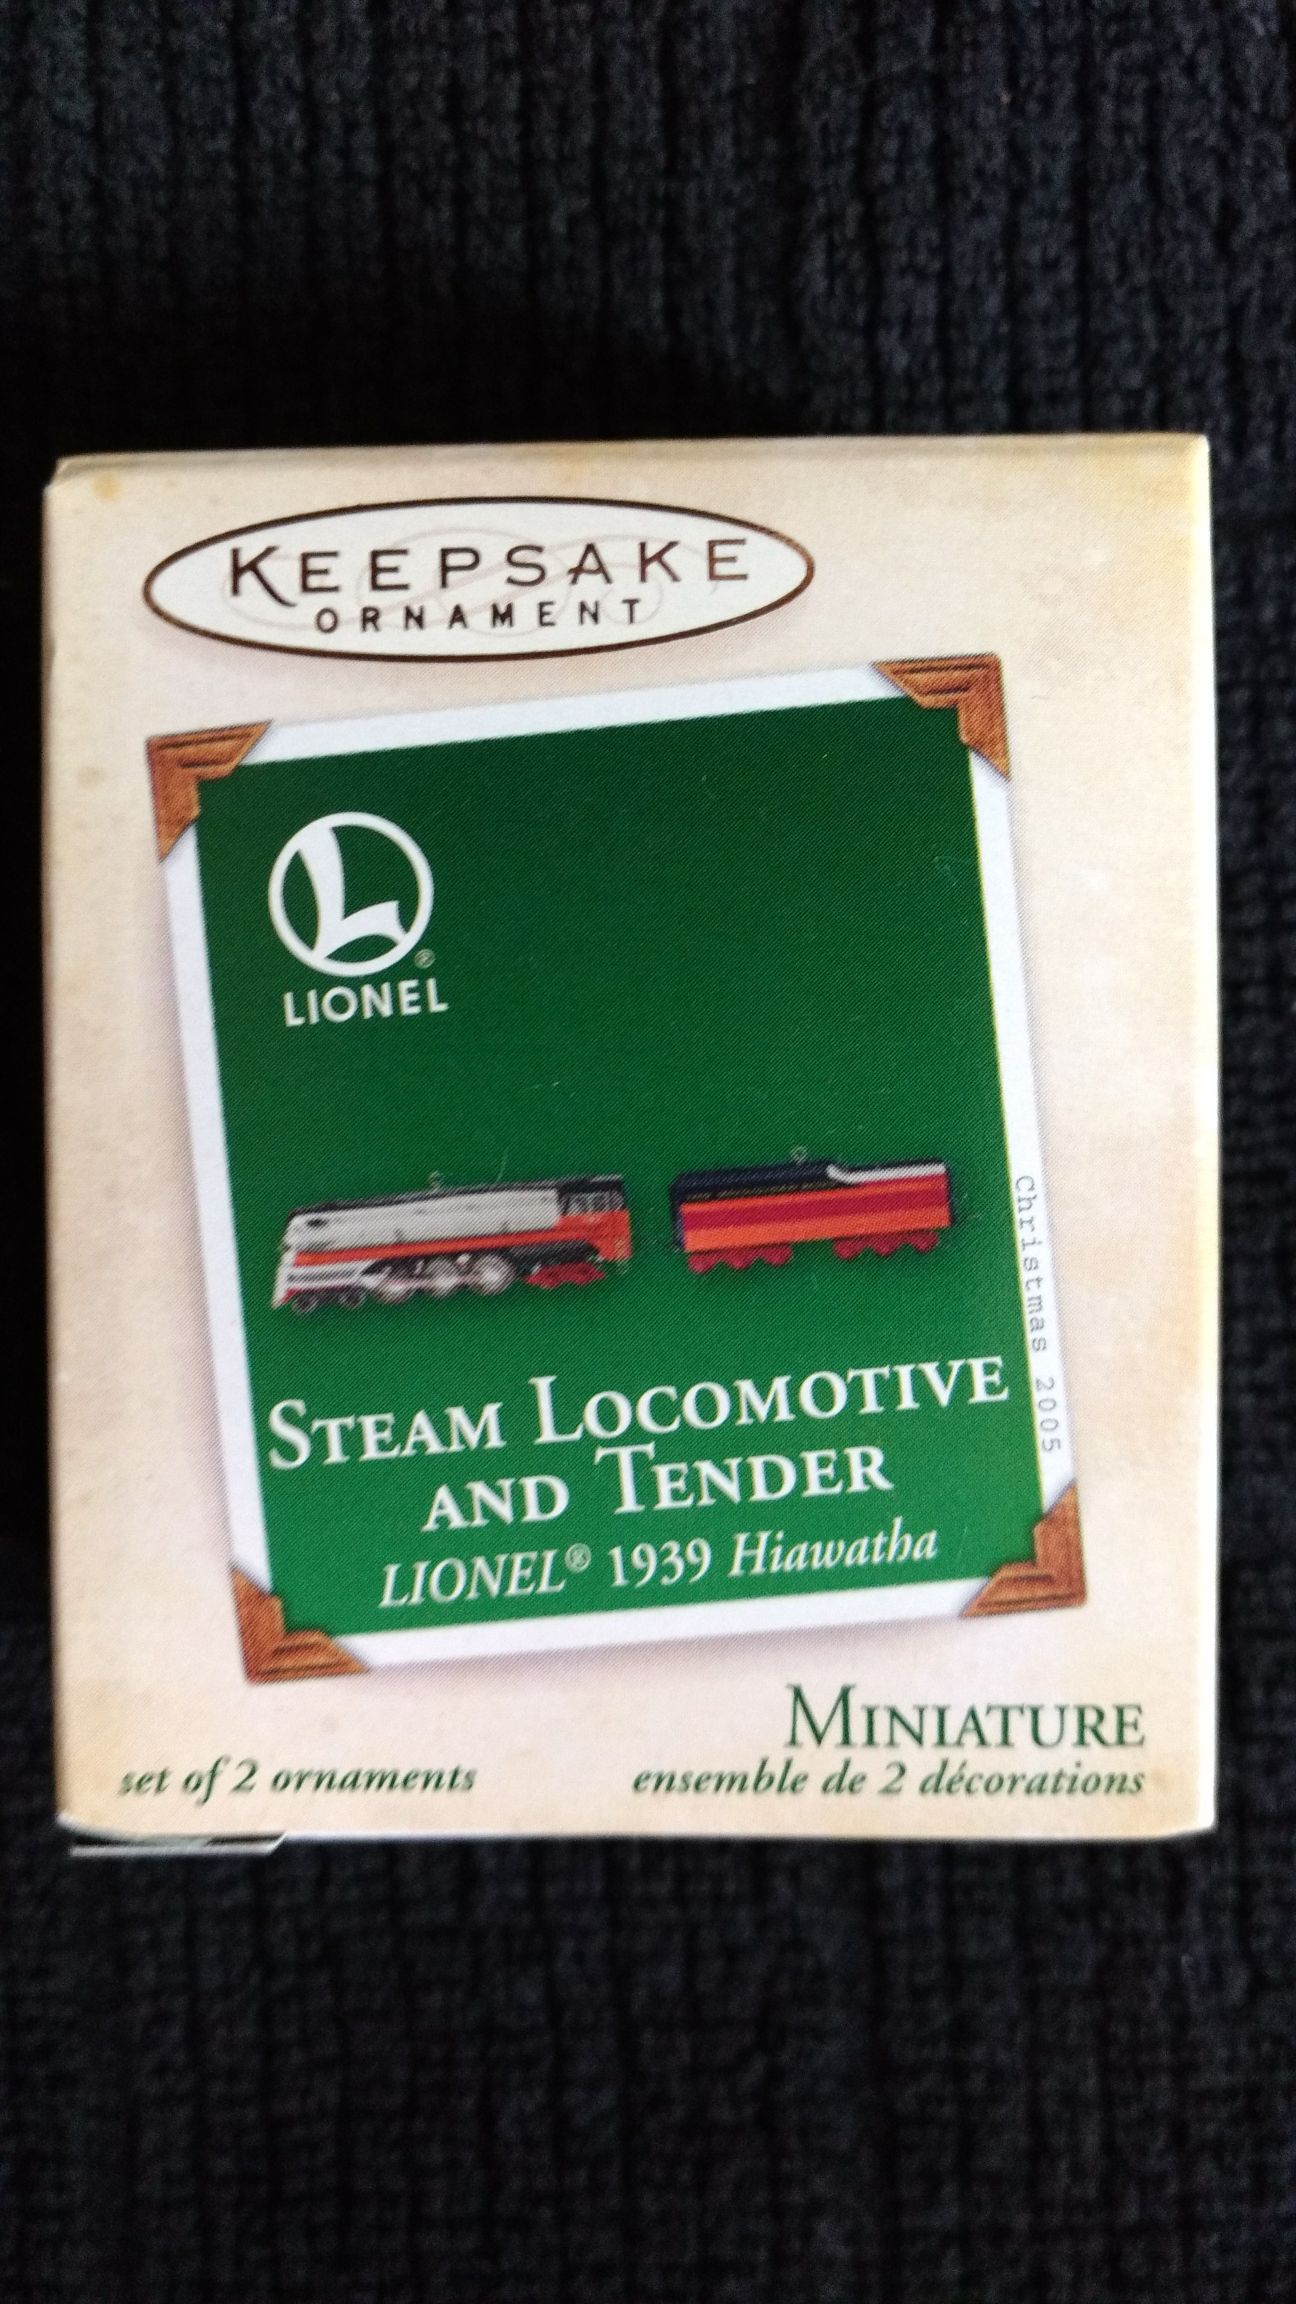 KEEPSAKE
ORNAMENT
L
®
LIONEL
Christmas 2005
STEAM LOCOMOTIVE
AND TENDER
LIONEL® 1939 Hiawatha
MINIATURE
set of 2 ornaments
ensemble de 2 décorations